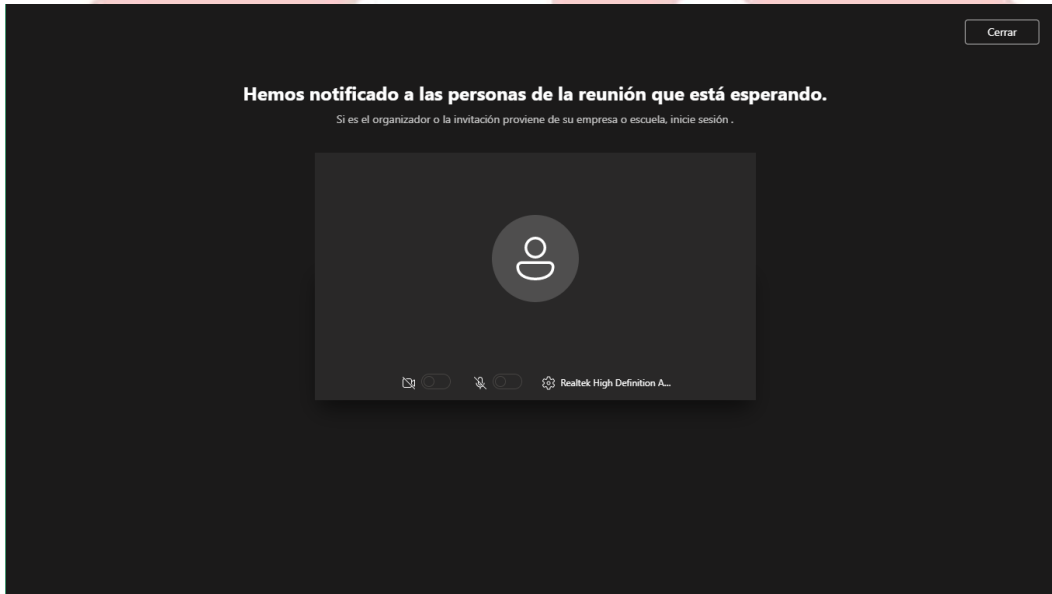 Cerrar
Hemos notificado a las personas de la reunión que está esperando.
Si es el organizador o la invitación proviene de su empresa o escuela, inicie sesión .
Realtek High Definition A...